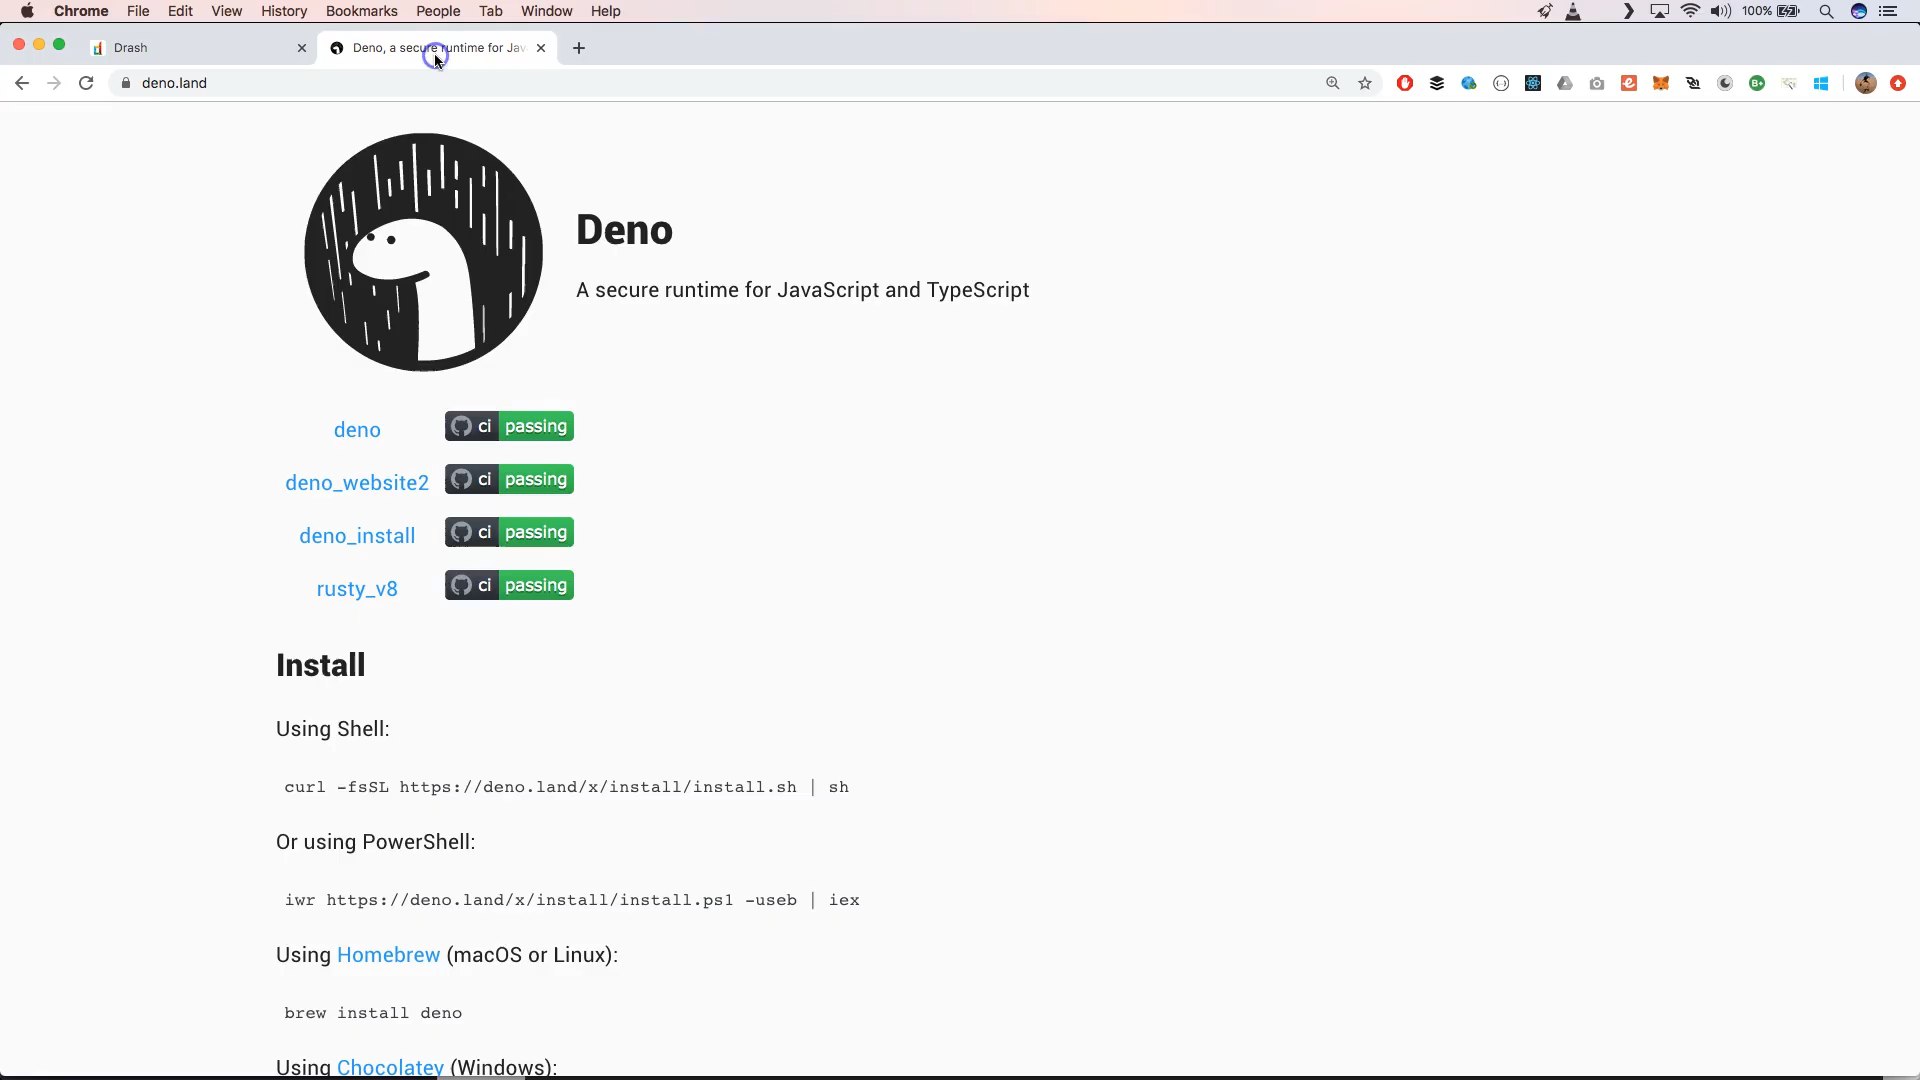 Chrome File Edit View History Bookmarks People Tab Window Help 100%
Drash Deno, a secure runtime for Jav
deno.land
Deno
A secure runtime for JavaScript and TypeScript
deno ci passing
deno_website2 ci passing
deno_install ci passing
rusty_v8 ci passing
Install
Using Shell:
curl -fsSL https://deno.land/x/install/install.sh | sh
Or using PowerShell:
iwr https://deno.land/x/install/install.ps1 -useb | iex
Using Homebrew (macOS or Linux):
brew install deno
Using Chocolatey (Windows):